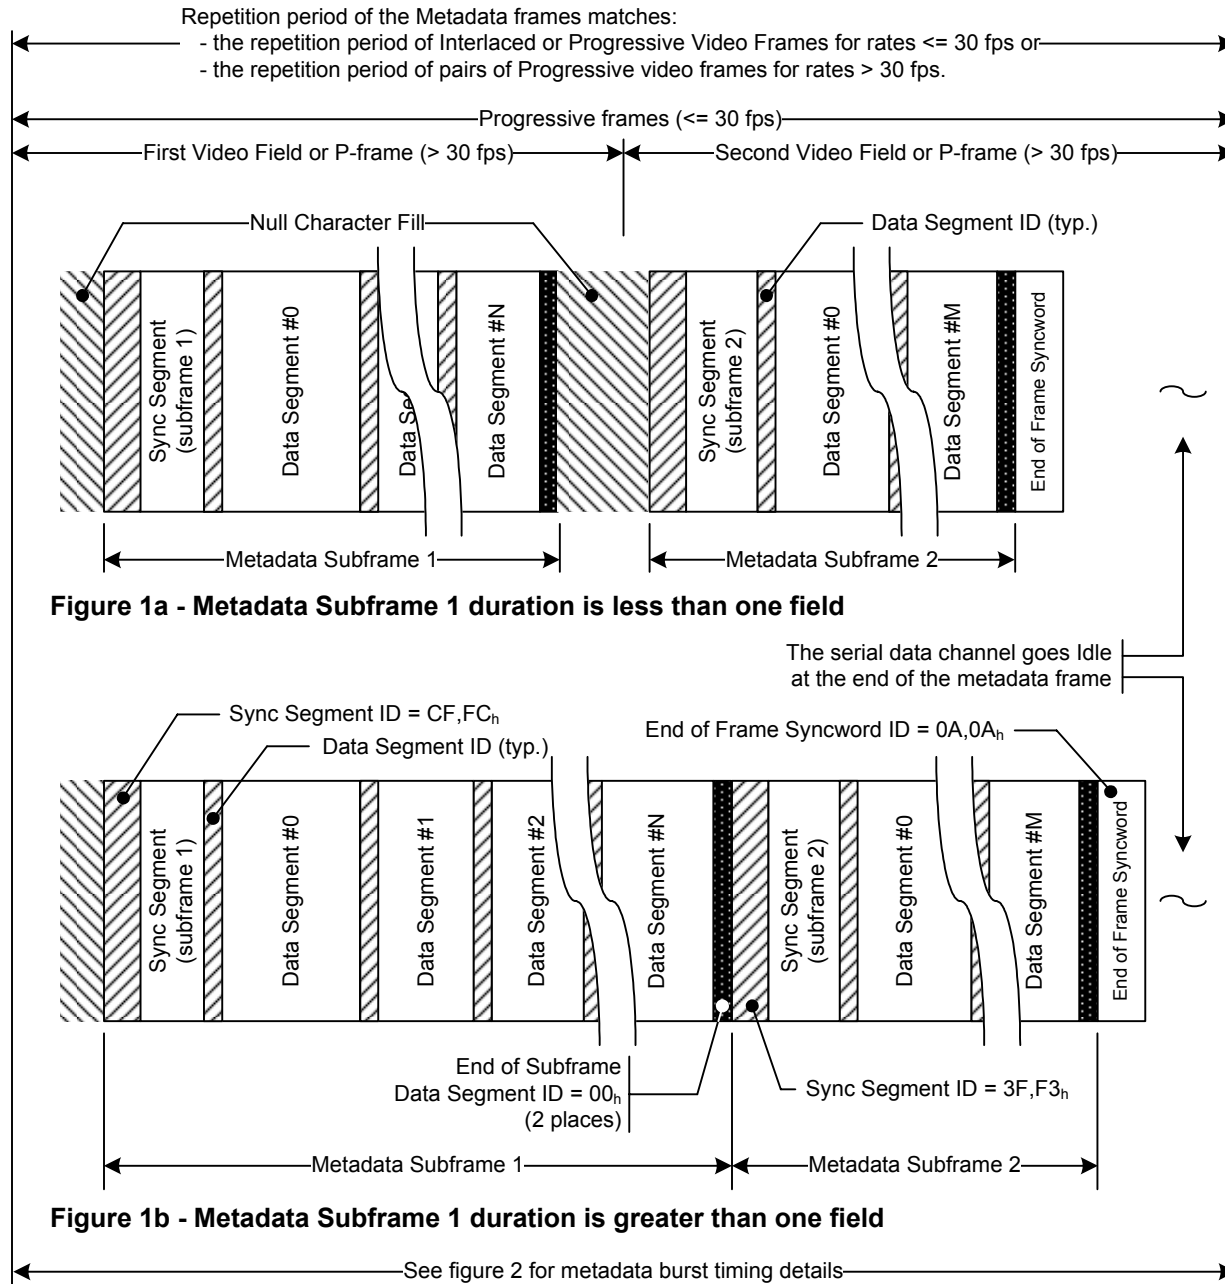 Repetition period of the Metadata frames matches:
- the repetition period of Interlaced or Progressive Video Frames for rates <= 30 fps or
- the repetition period of pairs of Progressive video frames for rates > 30 fps.
Progressive frames (<= 30 fps)
First Video Field or P-frame (> 30 fps)
Second Video Field or P-frame (> 30 fps)
Null Character Fill
Data Segment ID (typ.)
Sync Segment
(subframe 1)
Data Segment #0
Data Se
Data Segment #N
Sync Segment
(subframe 2)
Data Segment #0
Data Segment #M
End of Frame Syncword
Metadata Subframe 1
Metadata Subframe 2
Figure 1a - Metadata Subframe 1 duration is less than one field
The serial data channel goes Idle
at the end of the metadata frame
Sync Segment ID = CF,FCh
Data Segment ID (typ.)
End of Frame Syncword ID = 0A,0Ah
Sync Segment
(subframe 1)
Data Segment #0
Data Segment #1
Data Segment #2
Data Segment #N
Sync Segment
(subframe 2)
Data Segment #0
Data Segment #M
End of Frame Syncword
End of Subframe
Data Segment ID = 00h
(2 places)
Sync Segment ID = 3F,F3h
Metadata Subframe 1
Metadata Subframe 2
Figure 1b - Metadata Subframe 1 duration is greater than one field
See figure 2 for metadata burst timing details